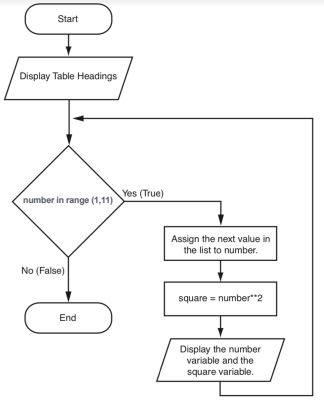 Start
Display Table Headings
number in range (1,11)
Yes (True)
Assign the next value in
the list to number.
No (False)
square = number**2
End
Display the number
variable and the
square variable.